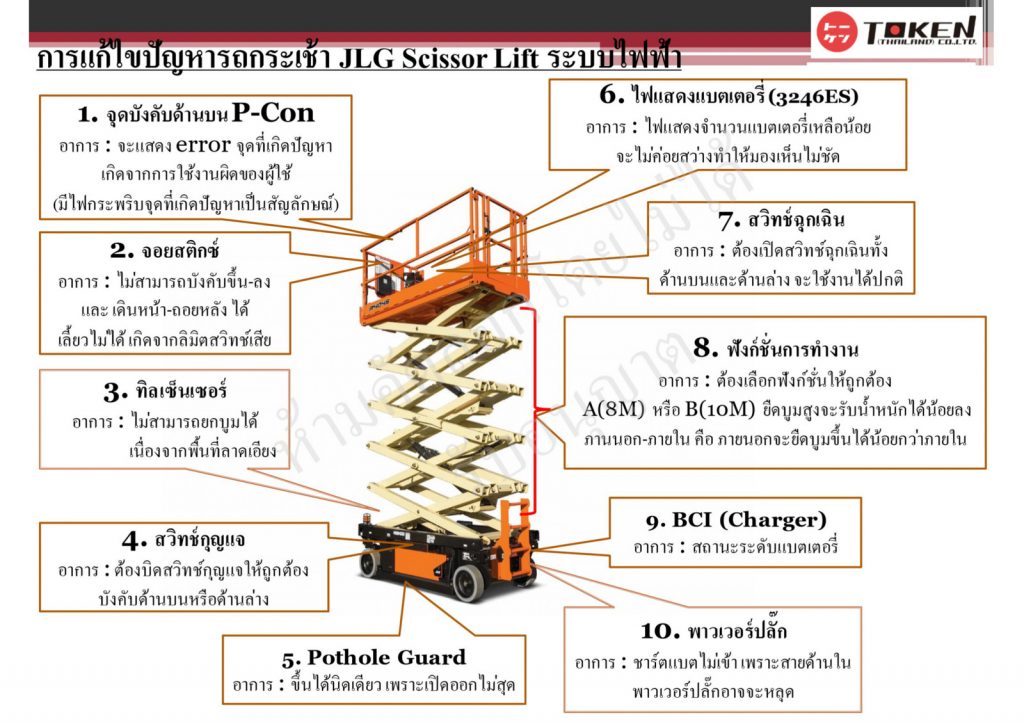 トーケン
TOKEN
(THAILAND) CO.,LTD.
การแก้ไขปัญหารถกระเช้า JLG Scissor Lift ระบบไฟฟ้า
1. จุดบังคับด้านบน P-Con
อาการ : จะแสดง error จุดที่เกิดปัญหา
เกิดจากการใช้งานผิดของผู้ใช้
(มีไฟกระพริบจุดที่เกิดปัญหาเป็นสัญลักษณ์)
2. จอยสติกซ์
อาการ : ไม่สามารถบังคับขึ้น-ลง
และ เดินหน้า-ถอยหลัง ได้
เลี้ยวไม่ได้ เกิดจากลิมิตสวิทช์เสีย
3. ทิลเซ็นเซอร์
อาการ : ไม่สามารถยกบูมได้
เนื่องจากพื้นที่ลาดเอียง
4. สวิทช์กุญแจ
อาการ : ต้องบิดสวิทช์กุญแจให้ถูกต้อง
บังคับด้านบนหรือด้านล่าง
5. Pothole Guard
อาการ : ขึ้นได้นิดเดียว เพราะเปิดออกไม่สุด
6. ไฟแสดงแบตเตอรี่ (3246ES)
อาการ : ไฟแสดงจำนวนแบตเตอรี่เหลือน้อย
จะไม่ค่อยสว่างทำให้มองเห็นไม่ชัด
7. สวิทช์ฉุกเฉิน
อาการ : ต้องเปิดสวิทช์ฉุกเฉินทั้ง
ด้านบนและด้านล่าง จะใช้งานได้ปกติ
8. ฟังก์ชั่นการทำงาน
อาการ : ต้องเลือกฟังก์ชั่นให้ถูกต้อง
A(8M) หรือ B(10M) ยืดบูมสูงจะรับน้ำหนักได้น้อยลง
ภานนอก-ภายใน คือ ภายนอกจะยืดบูมขึ้นได้น้อยกว่าภายใน
9. BCI (Charger)
อาการ : สถานะระดับแบตเตอรี่
10. พาวเวอร์ปลั๊ก
อาการ : ชาร์ตแบตไม่เข้า เพราะสายด้านใน
พาวเวอร์ปลั๊กอาจจะหลุด